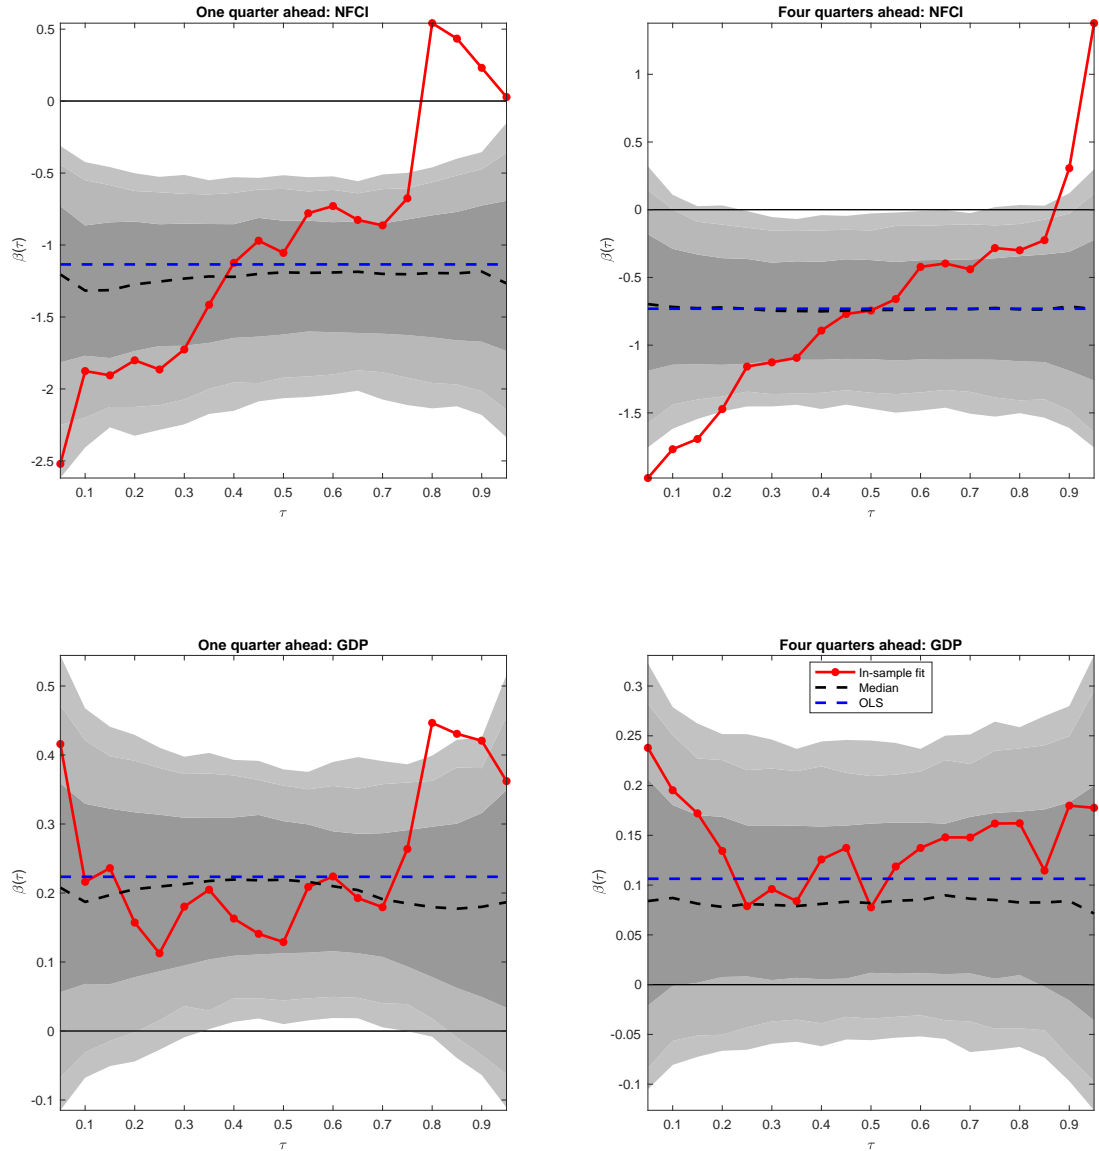 One quarter ahead: NFCI
0.5
0
-0.5
-1
-1.5
-2
-2.5
β(τ)
0.1 0.2 0.3 0.4 0.5 0.6 0.7 0.8 0.9
τ
Four quarters ahead: NFCI
1
0.5
0
-0.5
-1
-1.5
β(τ)
0.1 0.2 0.3 0.4 0.5 0.6 0.7 0.8 0.9
τ
One quarter ahead: GDP
0.5
0.4
0.3
0.2
0.1
0
-0.1
β(τ)
0.1 0.2 0.3 0.4 0.5 0.6 0.7 0.8 0.9
τ
Four quarters ahead: GDP
In-sample fit
Median
OLS
0.3
0.25
0.2
0.15
0.1
0.05
0
-0.05
-0.1
β(τ)
0.1 0.2 0.3 0.4 0.5 0.6 0.7 0.8 0.9
τ